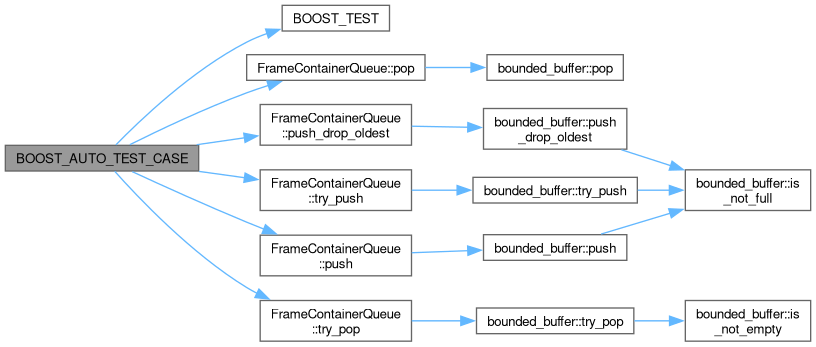 BOOST_TEST
FrameContainerQueue::pop
bounded_buffer::pop
FrameContainerQueue
::push_drop_oldest
bounded_buffer::push
_drop_oldest
BOOST_AUTO_TEST_CASE
FrameContainerQueue
::try_push
bounded_buffer::try_push
bounded_buffer::is
_not_full
FrameContainerQueue
::push
bounded_buffer::push
FrameContainerQueue
::try_pop
bounded_buffer::try_pop
bounded_buffer::is
_not_empty